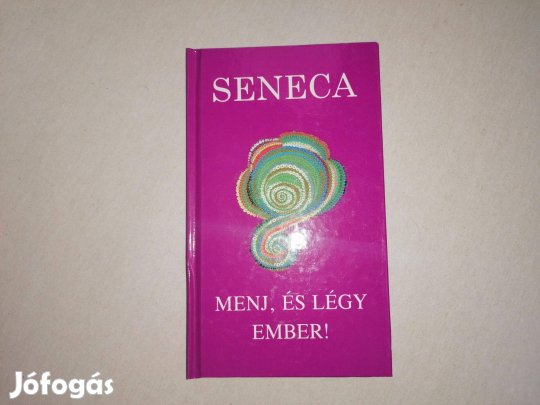 SENECA
MENJ, ÉS LÉGY
EMBER!
Jófogás